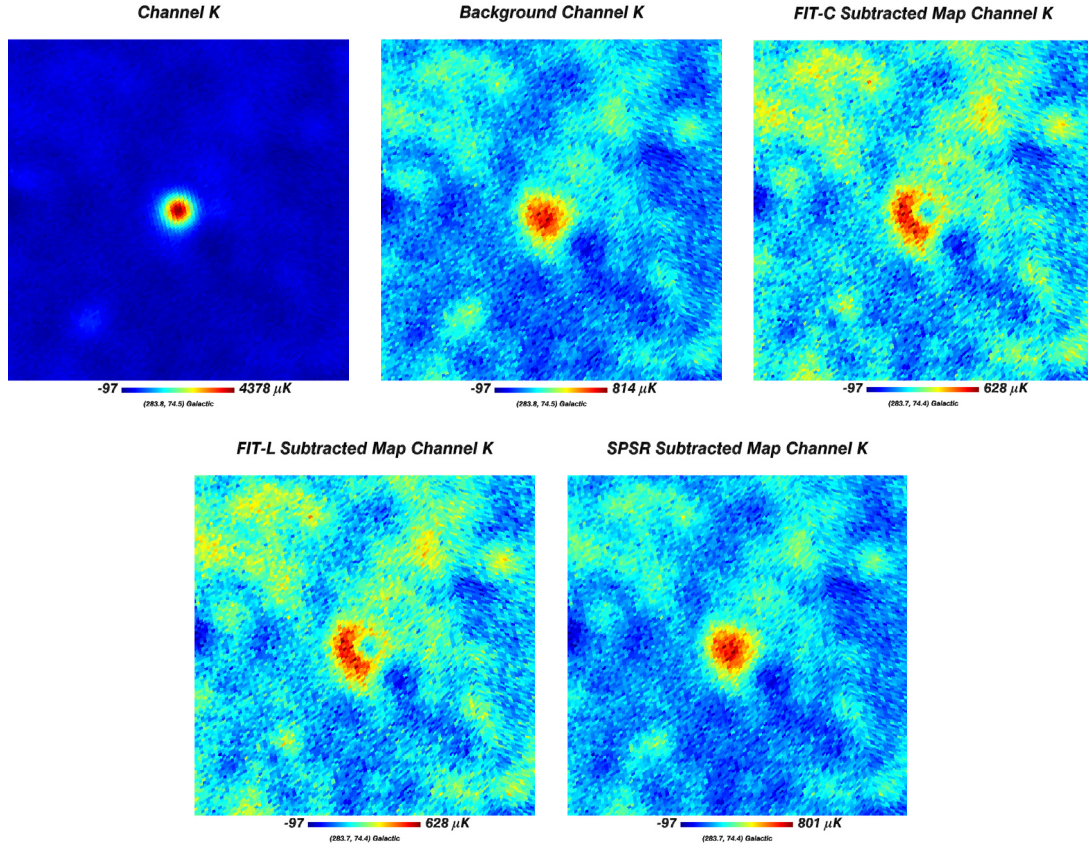 Channel K
Background Channel K
FIT-C Subtracted Map Channel K
-97 4378 μK
(283.8, 74.5) Galactic
-97 814 μK
(283.8, 74.5) Galactic
-97 628 μK
(283.7, 74.4) Galactic
FIT-L Subtracted Map Channel K
SPSR Subtracted Map Channel K
-97 628 μK
(283.7, 74.4) Galactic
-97 801 μK
(283.7, 74.4) Galactic